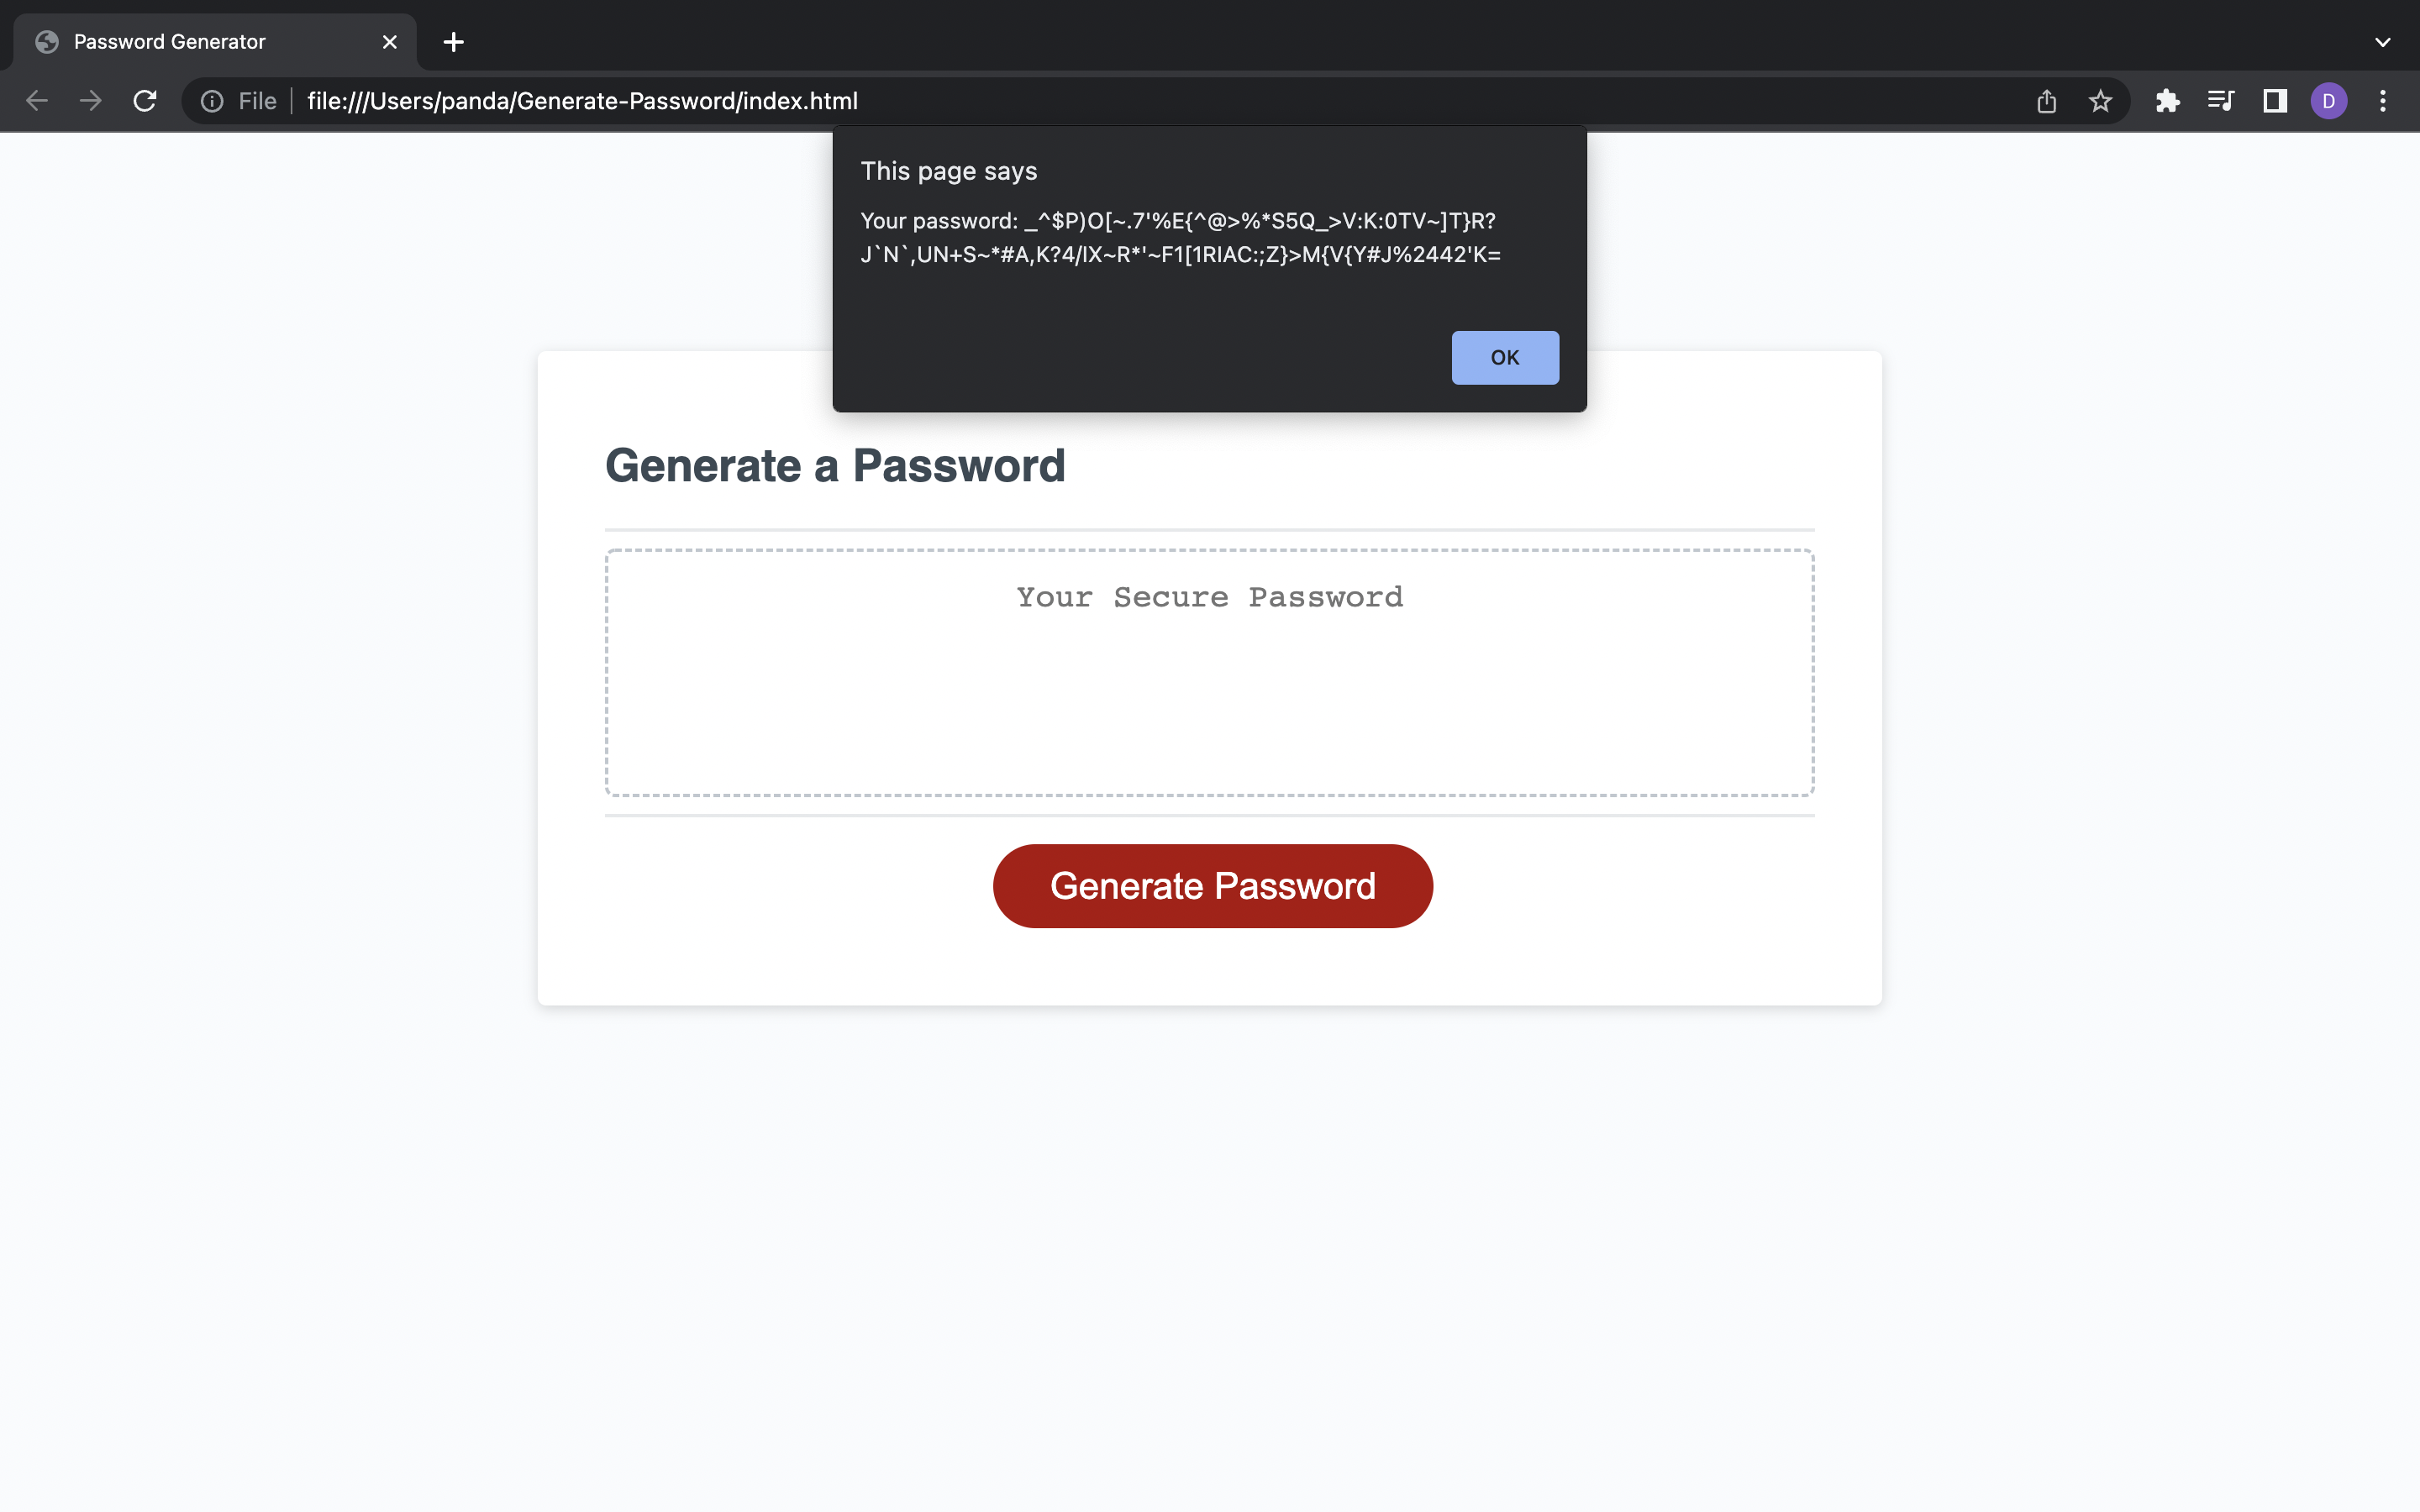 Password Generator
File file:///Users/panda/Generate-Password/index.html
D
This page says
Your password: _^$P)O[~.7'%E{^@>%*S5Q_>V:K:0TV~]T}R?
J`N`,UN+S~*#A,K?4/IX~R*'~F1[1RIAC:;Z}>M{V{Y#J%2442'K=
OK
Generate a Password
Your Secure Password
Generate Password